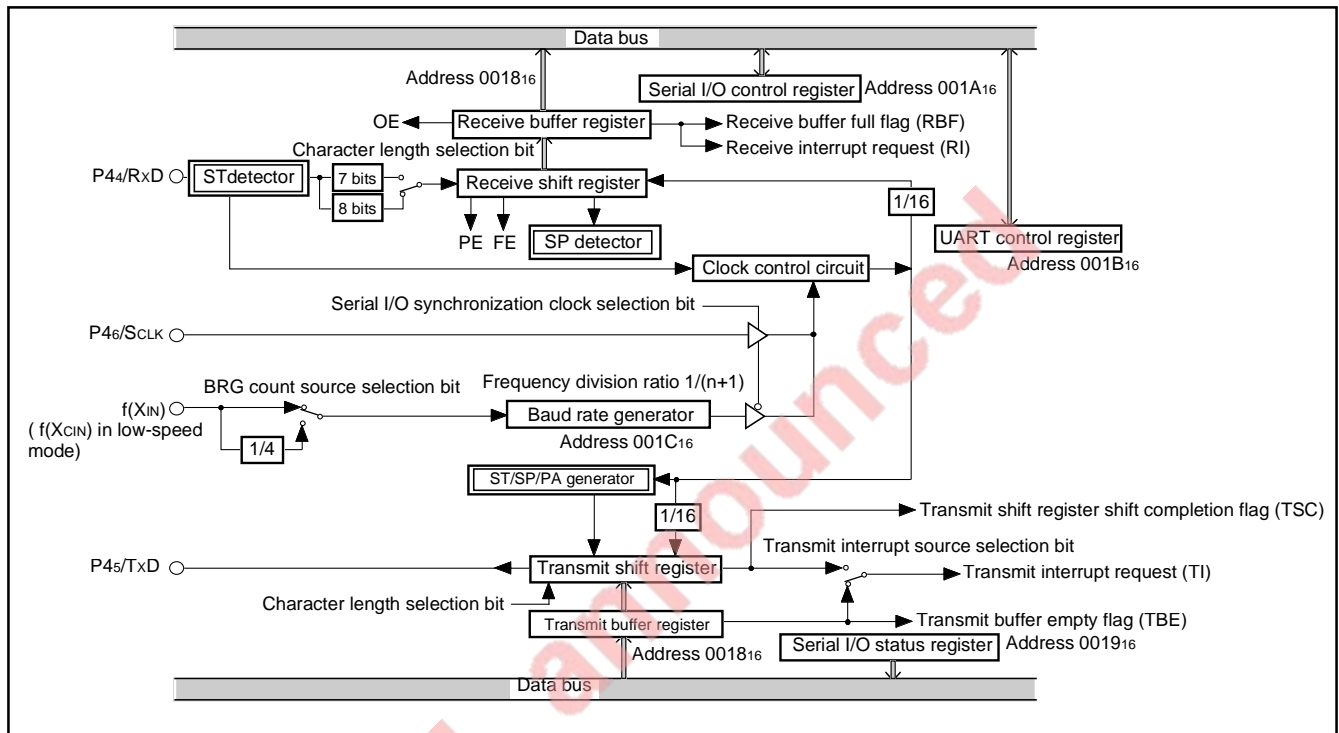 Data bus
Address 001816
Serial I/O control register
Address 001A16
OE
Receive buffer register
Receive buffer full flag (RBF)
Receive interrupt request (RI)
Character length selection bit
P44/RXD
STdetector
7 bits
8 bits
Receive shift register
1/16
PE
FE
SP detector
UART control register
Address 001B16
Clock control circuit
Serial I/O synchronization clock selection bit
P46/SCLK
BRG count source selection bit
Frequency division ratio 1/(n+1)
f(XIN)
( f(XCIN) in low-speed
mode)
1/4
Baud rate generator
Address 001C16
ST/SP/PA generator
1/16
Transmit shift register shift completion flag (TSC)
Transmit interrupt source selection bit
P45/TXD
Transmit shift register
Transmit interrupt request (TI)
Character length selection bit
Transmit buffer register
Transmit buffer empty flag (TBE)
Address 001816
Serial I/O status register
Address 001916
Data bus
announced